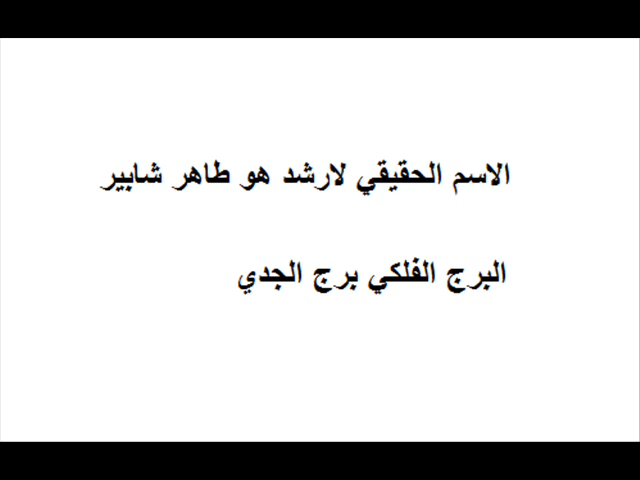 الاسم الحقيقي لارشد هو طاهر شابير
البرج الفلكي برج الجدي